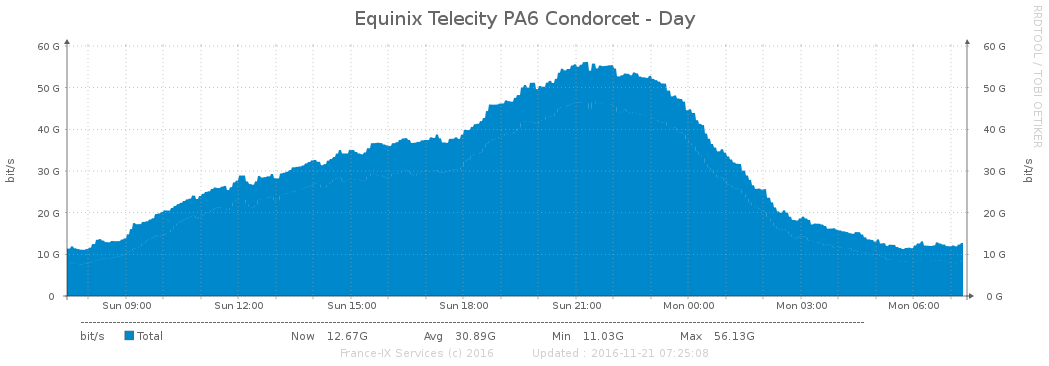 Equinix Telecity PA6 Condorcet - Day
RRDTOOL / TOBI OETIKER
bit/s
60 G
50 G
40 G
30 G
20 G
10 G
0
60 G
50 G
40 G
30 G
20 G
10 G
0 G
bit/s
Sun 09:00 Sun 12:00 Sun 15:00 Sun 18:00 Sun 21:00 Mon 00:00 Mon 03:00 Mon 06:00
bit/s Total Now 12.67G Avg 30.89G Min 11.03G Max 56.13G
France-IX Services (c) 2016 Updated : 2016-11-21 07:25:08